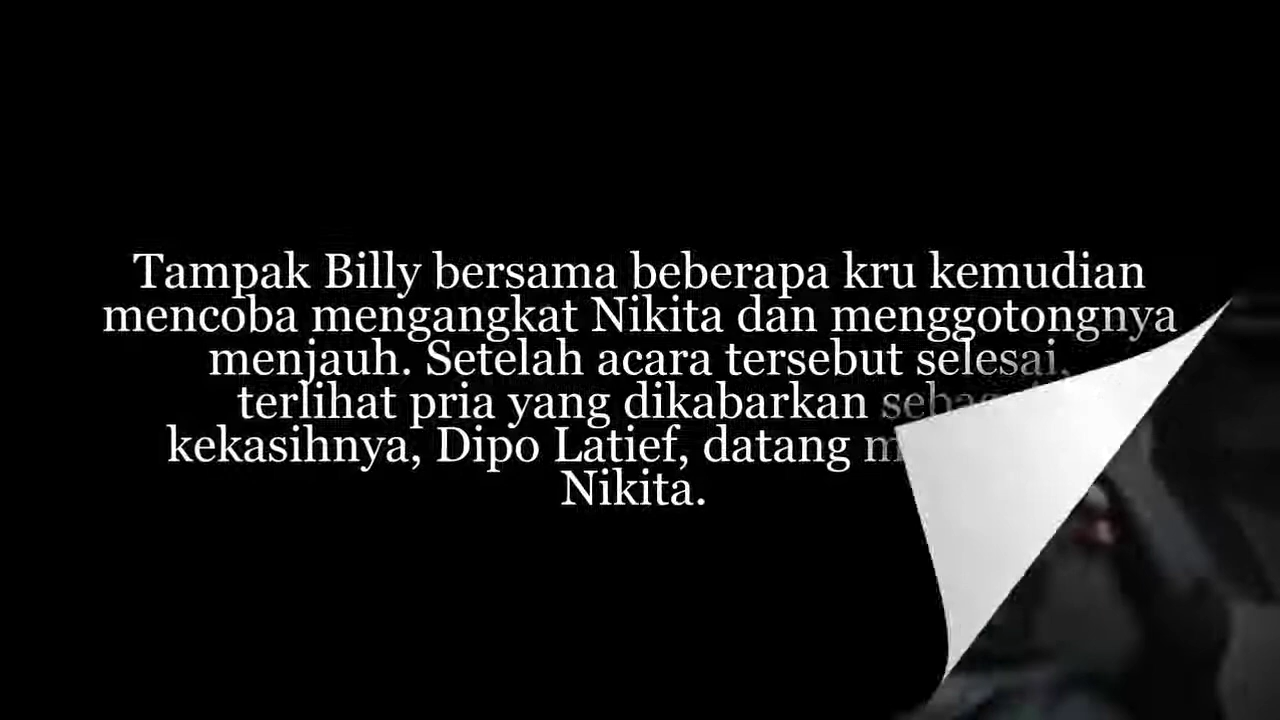 Tampak Billy bersama beberapa kru kemudian
mencoba mengangkat Nikita dan menggotongnya
menjauh. Setelah acara tersebut selesai,
terlihat pria yang dikabarkan
kekasihnya, Dipo Latief, datang
Nikita.